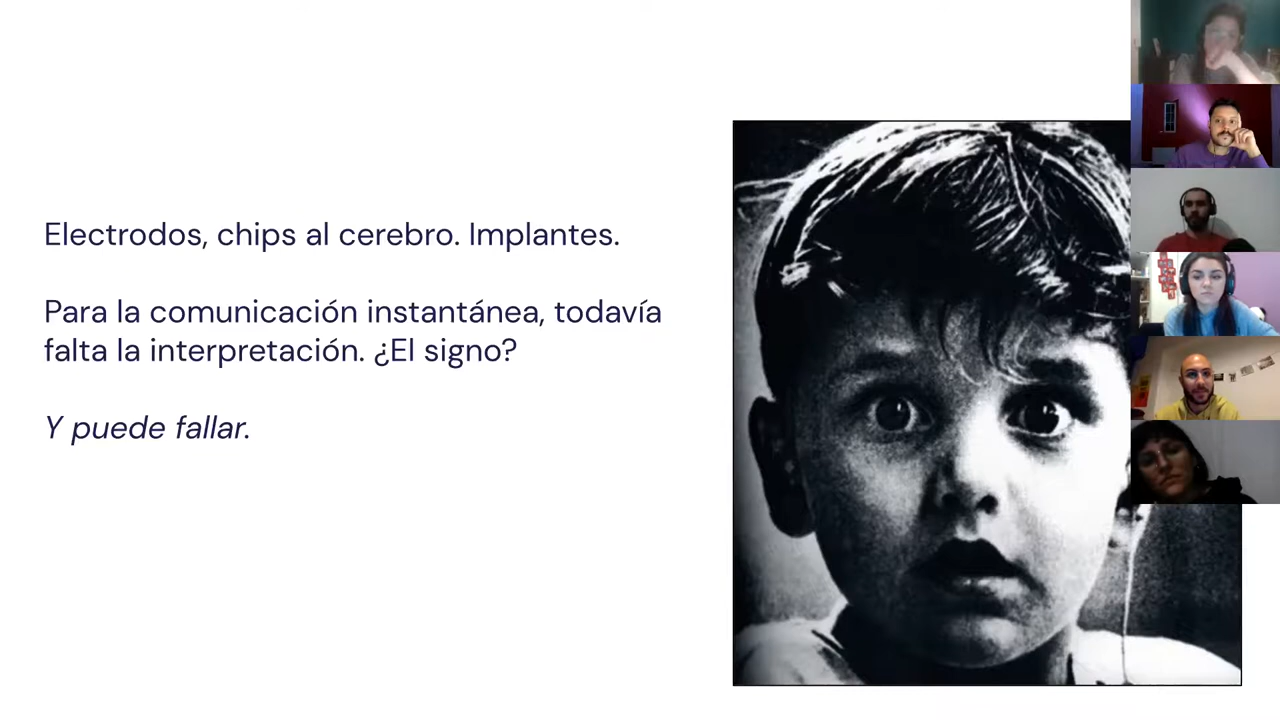 Electrodos, chips al cerebro. Implantes.
Para la comunicación instantánea, todavía
falta la interpretación. ¿El signo?
Y puede fallar.